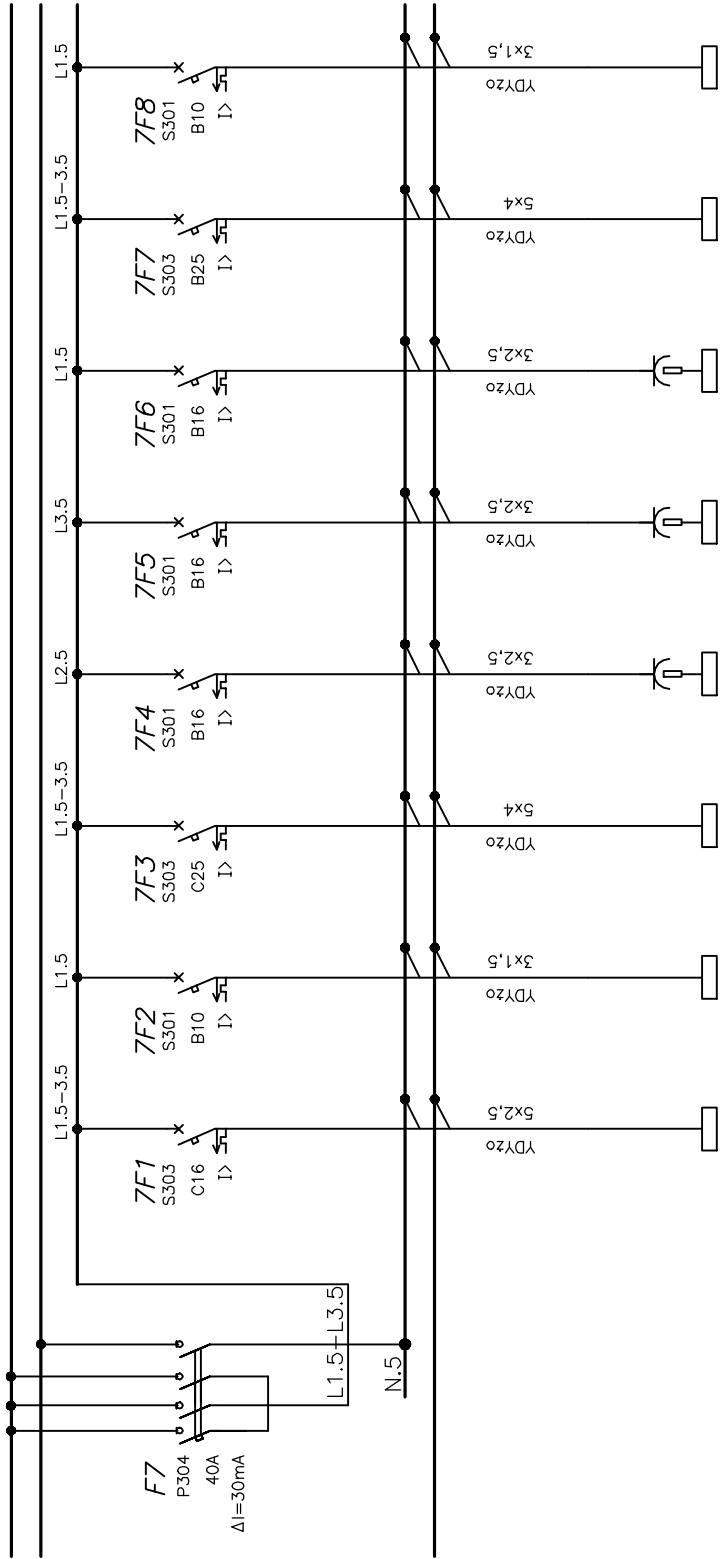 F7
P304
40A
ΔI=30mA
L1.5-L3.5
N.5
L1.5-3.5
7F1
S303
C16
I>
YDYżo
5x2,5
L1.5
7F2
S301
B10
I>
YDYżo
3x1,5
L1.5-3.5
7F3
S303
C25
I>
YDYżo
5x4
L2.5
7F4
S301
B16
I>
YDYżo
3x2,5
L3.5
7F5
S301
B16
I>
YDYżo
3x2,5
L1.5
7F6
S301
B16
I>
YDYżo
3x2,5
L1.5-3.5
7F7
S303
B25
I>
YDYżo
5x4
L1.5
7F8
S301
B10
I>
YDYżo
3x1,5